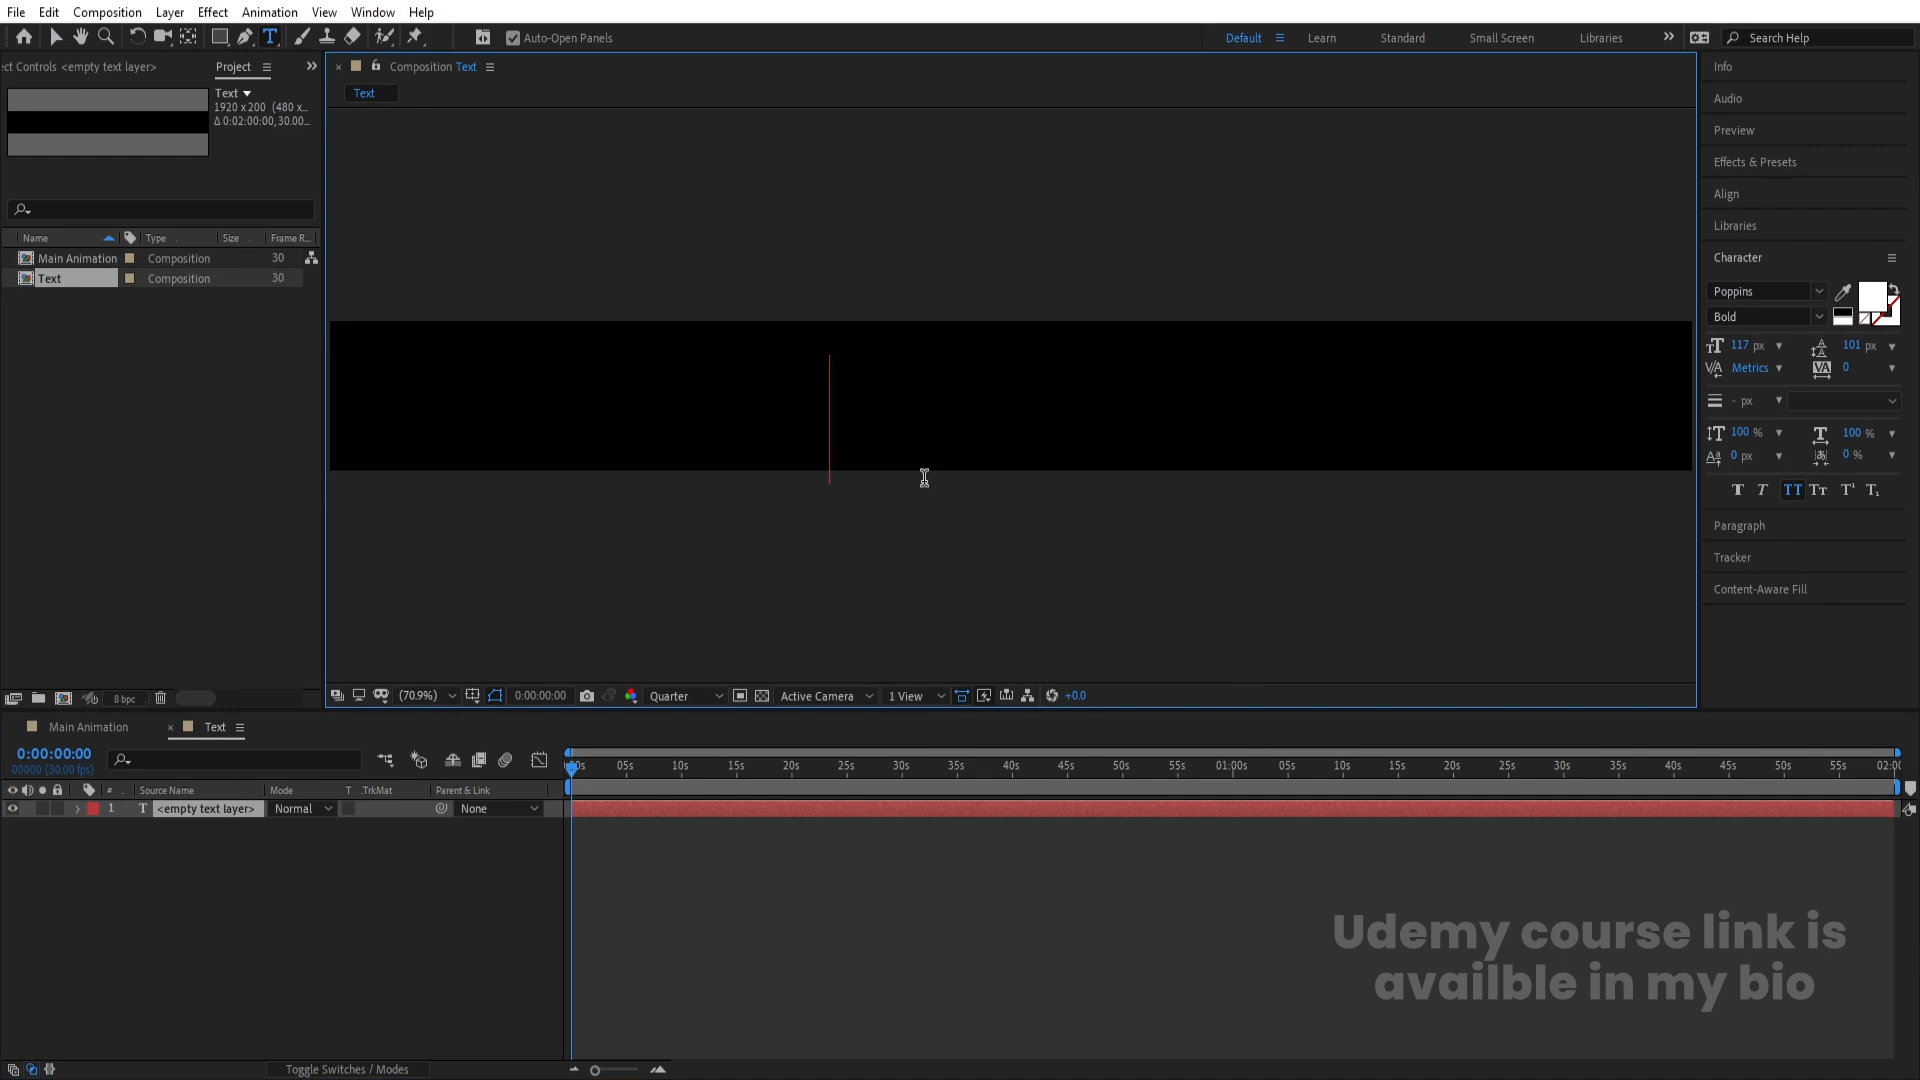 File Edit Composition Layer Effect Animation View Window Help
Auto-Open Panels
Default Learn Standard Small Screen Libraries Search Help
ect Controls <empty text layer> Project
Text
1920 x 200 (480 x...
Δ 0:02:00:00, 30.00...
Name Type Size Frame R...
Main Animation Composition 30
Text Composition 30
8 bpc
Composition Text
Text
(70.9%) 0:00:00:00 Quarter Active Camera 1 View +0.0
Info
Audio
Preview
Effects & Presets
Align
Libraries
Character
Poppins
Bold
117 px 101 px
Metrics 0
- px
100 % 100 %
0 px 0 %
Paragraph
Tracker
Content-Aware Fill
Main Animation Text
0:00:00:00
00000 (30.00 fps)
# Source Name Mode T .TrkMat Parent & Link
1 T <empty text layer> Normal None
05s 10s 15s 20s 25s 30s 35s 40s 45s 50s 55s 01:00s 05s 10s 15s 20s 25s 30s 35s 40s 45s 50s 55s
Udemy course link is
availble in my bio
Toggle Switches / Modes